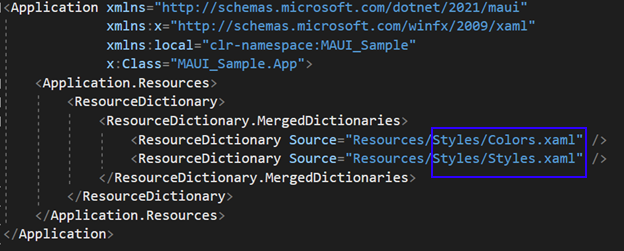 <Application xmlns="http://schemas.microsoft.com/dotnet/2021/maui"
xmlns:x="http://schemas.microsoft.com/winfx/2009/xaml"
xmlns:local="clr-namespace:MAUI_Sample"
x:Class="MAUI_Sample.App">
<Application.Resources>
<ResourceDictionary>
<ResourceDictionary.MergedDictionaries>
<ResourceDictionary Source="Resources/Styles/Colors.xaml" />
<ResourceDictionary Source="Resources/Styles/Styles.xaml" />
</ResourceDictionary.MergedDictionaries>
</ResourceDictionary>
</Application.Resources>
</Application>